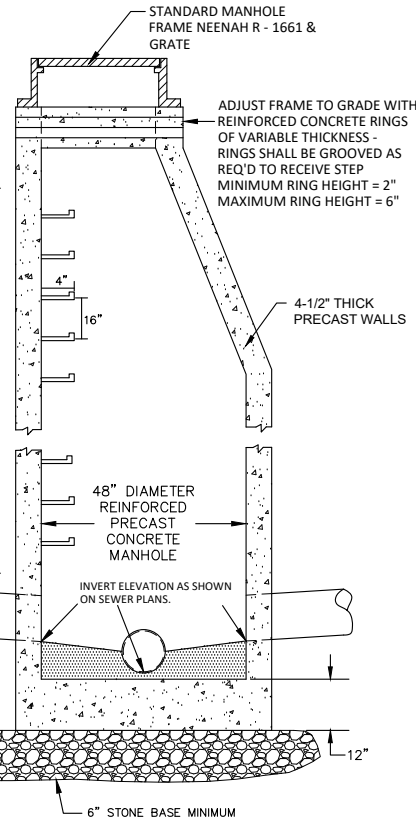 STANDARD MANHOLE
FRAME NEENAH R - 1661 &
GRATE
ADJUST FRAME TO GRADE WITH
REINFORCED CONCRETE RINGS
OF VARIABLE THICKNESS -
RINGS SHALL BE GROOVED AS
REQ'D TO RECEIVE STEP
MINIMUM RING HEIGHT = 2"
MAXIMUM RING HEIGHT = 6"
4"
16"
4-1/2" THICK
PRECAST WALLS
48" DIAMETER
REINFORCED
PRECAST
CONCRETE
MANHOLE
INVERT ELEVATION AS SHOWN
ON SEWER PLANS.
12"
6" STONE BASE MINIMUM